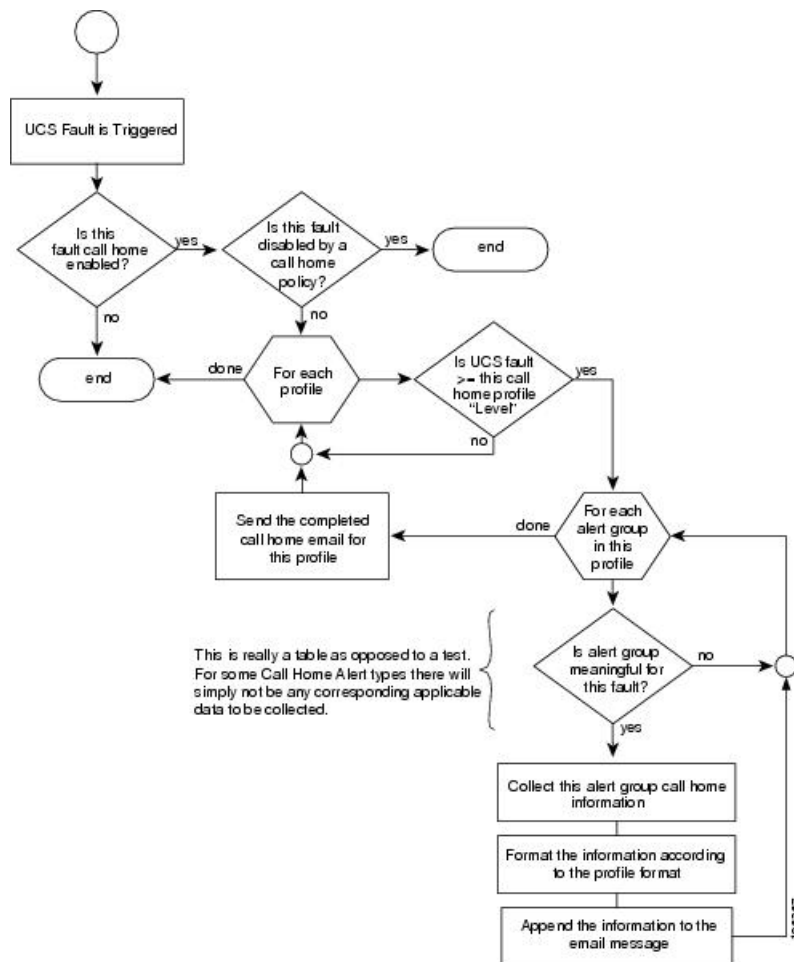 UCS Fault is Triggered
Is this
fault call home
enabled?
yes
Is this fault
disabled by a
call home
policy?
yes
end
no
no
end
done
For each
profile
Is UCS fault
>= this call
home profile
"Level"
yes
no
Send the completed
call home email for
this profile
done
For each
alert group
in this
profile
This is really a table as opposed to a test.
For some Call Home Alert types there will
simply not be any corresponding applicable
data to be collected.
Is alert group
meaningful for
this fault?
no
yes
Collect this alert group call home
information
Format the information according
to the profile format
Append the information to the
email message